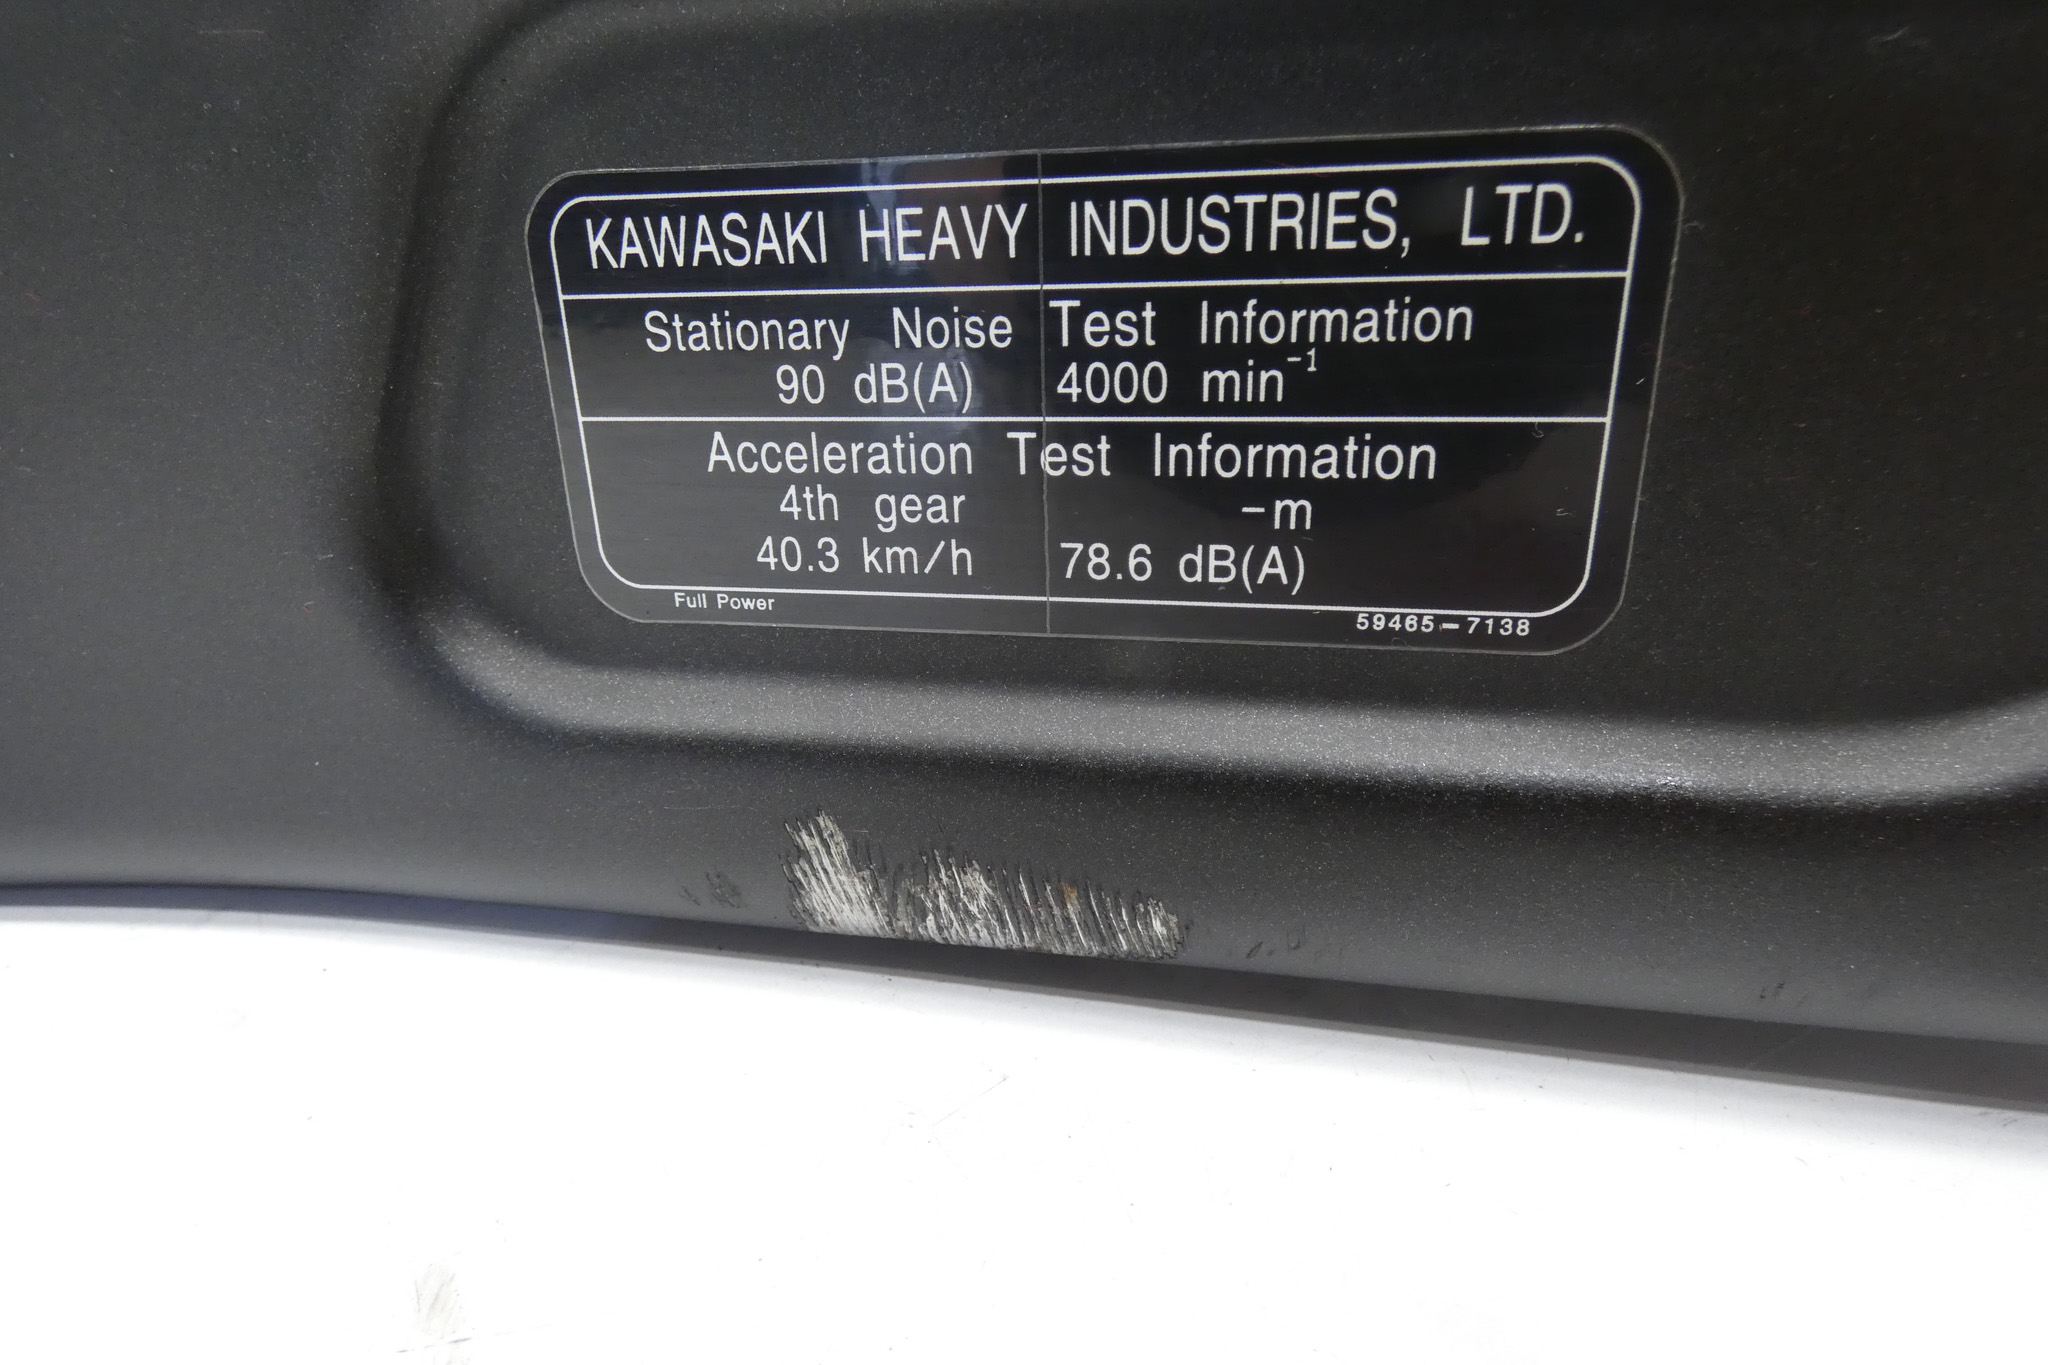 KAWASAKI HEAVY INDUSTRIES, LTD.
Stationary Noise Test Information
90 dB(A) 4000 min⁻¹
Acceleration Test Information
4th gear -m
40.3 km/h 78.6 dB(A)
Full Power 59465-7138